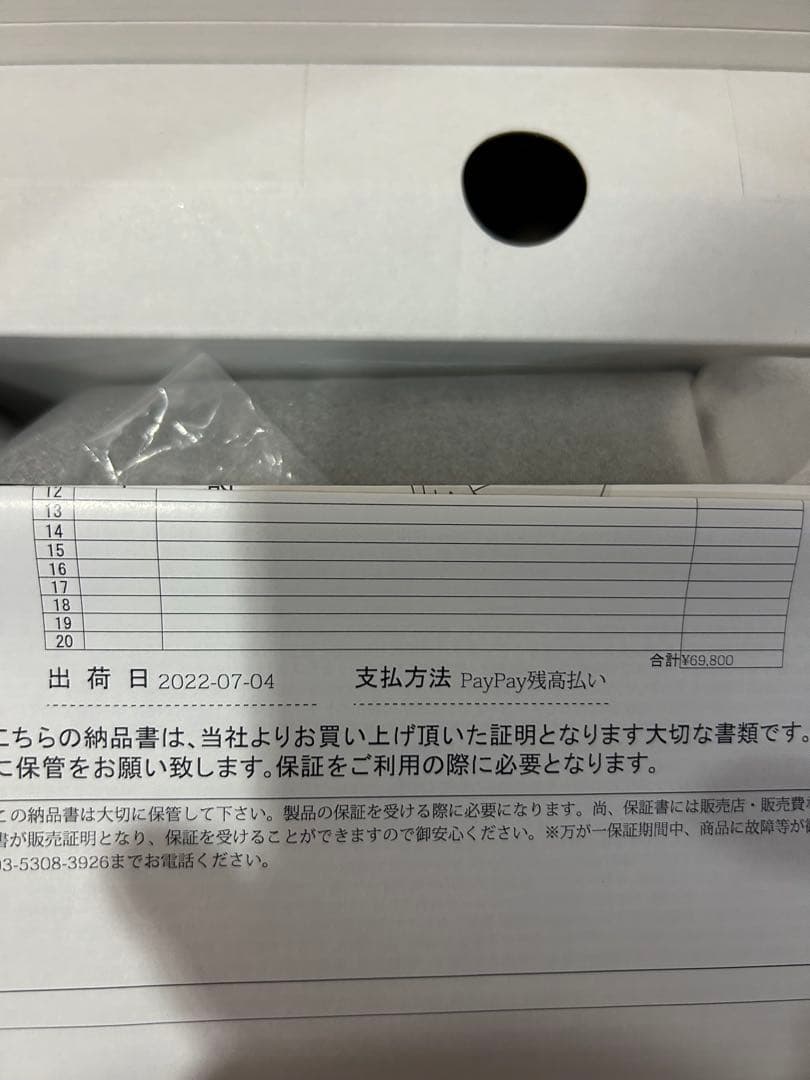 12
13
14
15
16
17
18
19
20
合計 ¥69,800
出荷日 2022-07-04 支払方法 PayPay残高払い
こちらの納品書は、当社よりお買い上げ頂いた証明となります大切な書類です。
に保管をお願い致します。保証をご利用の際に必要となります。
この納品書は大切に保管して下さい。製品の保証を受ける際に必要になります。尚、保証書には販売店・販売費
書が販売証明となり、保証を受けることができますので御安心ください。※万が一保証期間中、商品に故障等が
03-5308-3926までお電話ください。